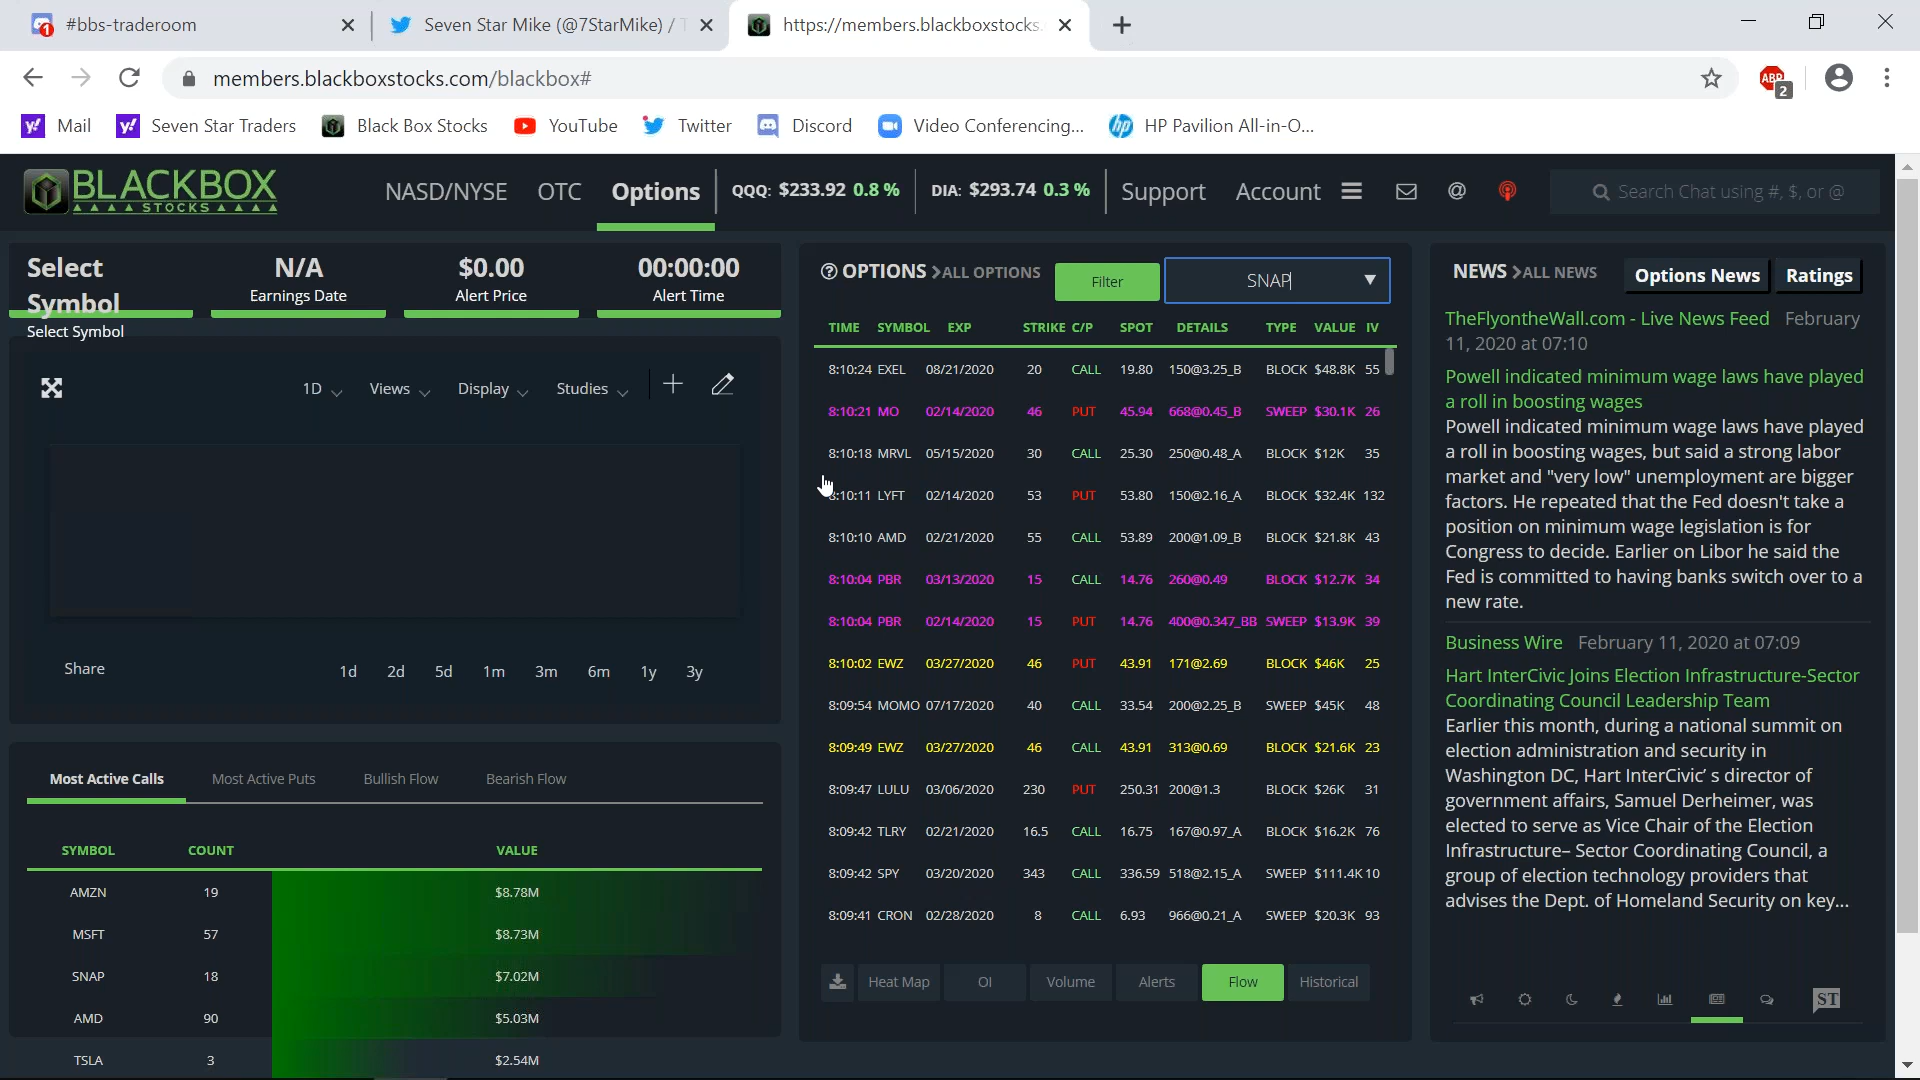 #bbs-traderoom
Seven Star Mike (@7StarMike) / T
https://members.blackboxstocks.
members.blackboxstocks.com/blackbox#
ABP
2
Mail
Seven Star Traders
Black Box Stocks
YouTube
Twitter
Discord
Video Conferencing...
HP Pavilion All-in-O...
BLACKBOX
STOCKS
NASD/NYSE
OTC
Options
QQQ: $233.92 0.8 %
DIA: $293.74 0.3 %
Support
Account
Search Chat using #, $, or @
Select
Symbol
Select Symbol
N/A
Earnings Date
$0.00
Alert Price
00:00:00
Alert Time
1D
Views
Display
Studies
Share
1d 2d 5d 1m 3m 6m 1y 3y
Most Active Calls
Most Active Puts
Bullish Flow
Bearish Flow
SYMBOL COUNT VALUE
AMZN 19 $8.78M
MSFT 57 $8.73M
SNAP 18 $7.02M
AMD 90 $5.03M
TSLA 3 $2.54M
OPTIONS >ALL OPTIONS
Filter
SNAP
TIME SYMBOL EXP STRIKE C/P SPOT DETAILS TYPE VALUE IV
8:10:24 EXEL 08/21/2020 20 CALL 19.80 150@3.25_B BLOCK $48.8K 55
8:10:21 MO 02/14/2020 46 PUT 45.94 668@0.45_B SWEEP $30.1K 26
8:10:18 MRVL 05/15/2020 30 CALL 25.30 250@0.48_A BLOCK $12K 35
8:10:11 LYFT 02/14/2020 53 PUT 53.80 150@2.16_A BLOCK $32.4K 132
8:10:10 AMD 02/21/2020 55 CALL 53.89 200@1.09_B BLOCK $21.8K 43
8:10:04 PBR 03/13/2020 15 CALL 14.76 260@0.49 BLOCK $12.7K 34
8:10:04 PBR 02/14/2020 15 PUT 14.76 400@0.347_BB SWEEP $13.9K 39
8:10:02 EWZ 03/27/2020 46 PUT 43.91 171@2.69 BLOCK $46K 25
8:09:54 MOMO 07/17/2020 40 CALL 33.54 200@2.25_B SWEEP $45K 48
8:09:49 EWZ 03/27/2020 46 CALL 43.91 313@0.69 BLOCK $21.6K 23
8:09:47 LULU 03/06/2020 230 PUT 250.31 200@1.3 BLOCK $26K 31
8:09:42 TLRY 02/21/2020 16.5 CALL 16.75 167@0.97_A BLOCK $16.2K 76
8:09:42 SPY 03/20/2020 343 CALL 336.59 518@2.15_A SWEEP $111.4K 10
8:09:41 CRON 02/28/2020 8 CALL 6.93 966@0.21_A SWEEP $20.3K 93
Heat Map
OI
Volume
Alerts
Flow
Historical
NEWS >ALL NEWS
Options News
Ratings
TheFlyontheWall.com - Live News Feed February
11, 2020 at 07:10
Powell indicated minimum wage laws have played
a roll in boosting wages
Powell indicated minimum wage laws have played
a roll in boosting wages, but said a strong labor
market and "very low" unemployment are bigger
factors. He repeated that the Fed doesn't take a
position on minimum wage legislation is for
Congress to decide. Earlier on Libor he said the
Fed is committed to having banks switch over to a
new rate.
Business Wire February 11, 2020 at 07:09
Hart InterCivic Joins Election Infrastructure-Sector
Coordinating Council Leadership Team
Earlier this month, during a national summit on
election administration and security in
Washington DC, Hart InterCivic’ s director of
government affairs, Samuel Derheimer, was
elected to serve as Vice Chair of the Election
Infrastructure– Sector Coordinating Council, a
group of election technology providers that
advises the Dept. of Homeland Security on key...
ST